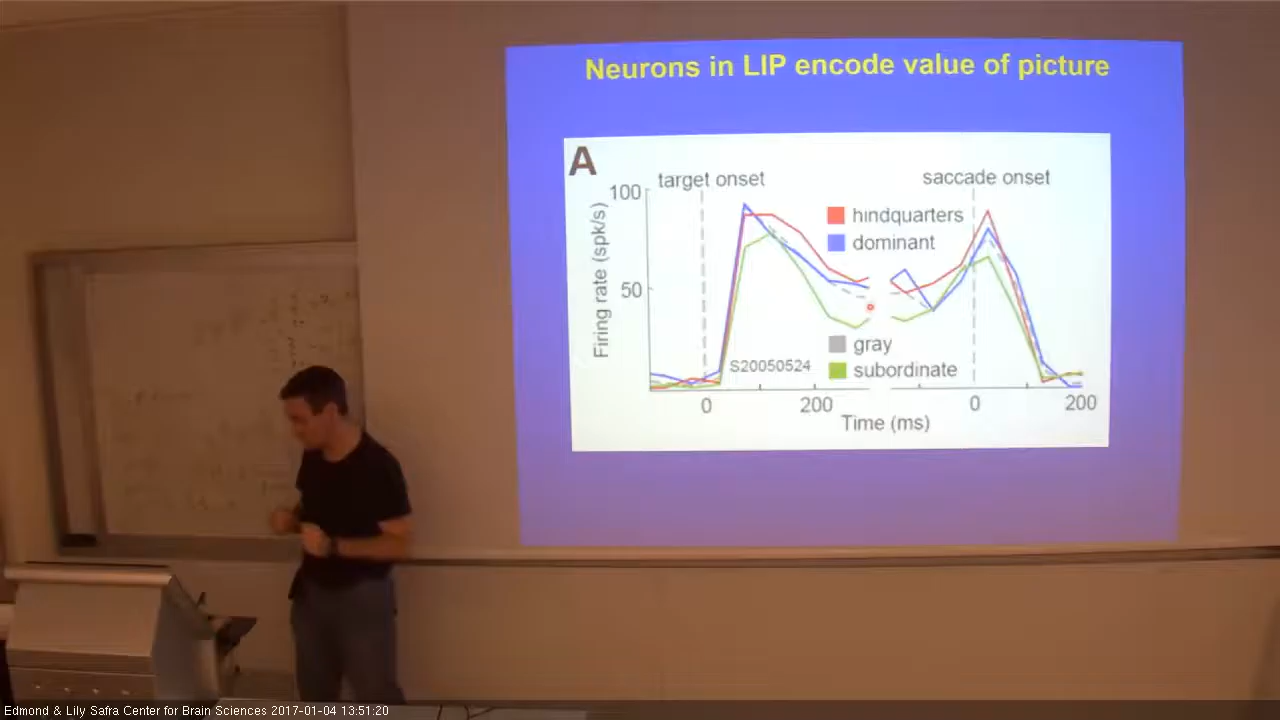 Neurons in LIP encode value of picture
A
target onset
saccade onset
100
50
Firing rate (spk/s)
hindquarters
dominant
gray
subordinate
S20050524
0
200
0
200
Time (ms)
Edmond & Lily Safra Center for Brain Sciences 2017-01-04 13:51:20